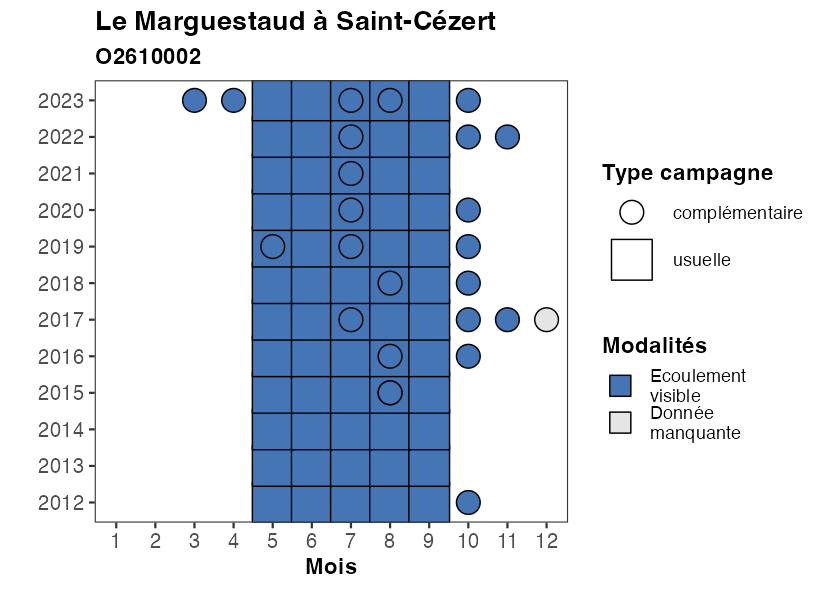 Le Marguestaud à Saint-Cézert
O2610002
2023
2022
2021
2020
2019
2018
2017
2016
2015
2014
2013
2012
1 2 3 4 5 6 7 8 9 10 11 12
Mois
Type campagne
complémentaire
usuelle
Modalités
Ecoulement
visible
Donnée
manquante